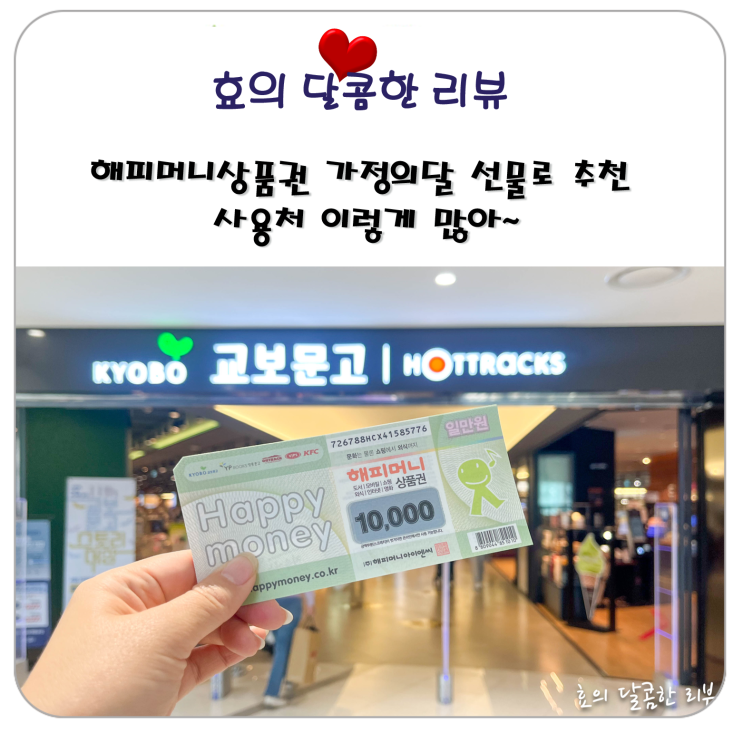 효의 달콤한 리뷰
해피머니상품권 가정의달 선물로 추천
사용처 이렇게 많아~
KYOBO 교보문고 | HOTTRACKS
726788HCX41585776
일만원
KFC
해피머니
상품권
Happy
money
10,000
(주)해피머니아이엔씨
happymoney.co.kr
효의 달콤한 리뷰